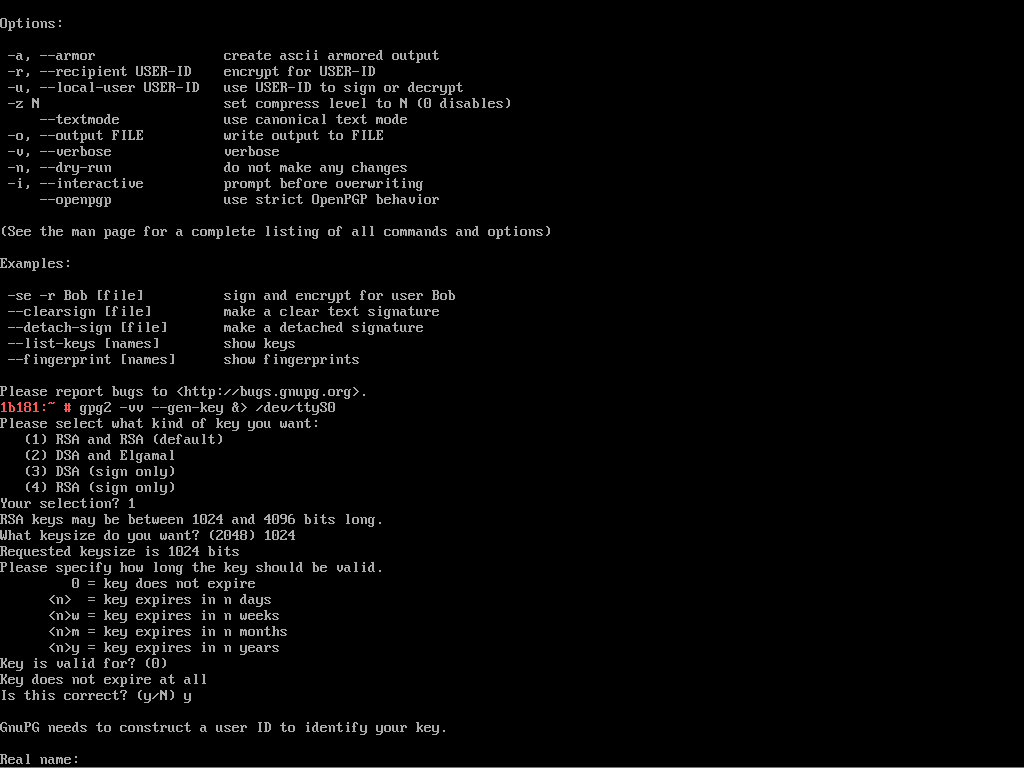 Options:

 -a, --armor                create ascii armored output
 -r, --recipient USER-ID    encrypt for USER-ID
 -u, --local-user USER-ID   use USER-ID to sign or decrypt
 -z N                       set compress level to N (0 disables)
     --textmode             use canonical text mode
 -o, --output FILE          write output to FILE
 -v, --verbose              verbose
 -n, --dry-run              do not make any changes
 -i, --interactive          prompt before overwriting
     --openpgp              use strict OpenPGP behavior

(See the man page for a complete listing of all commands and options)

Examples:

 -se -r Bob [file]          sign and encrypt for user Bob
 --clearsign [file]         make a clear text signature
 --detach-sign [file]       make a detached signature
 --list-keys [names]        show keys
 --fingerprint [names]      show fingerprints

Please report bugs to <http://bugs.gnupg.org>.
1b181:~ # gpg2 -vv --gen-key &> /dev/ttyS0
Please select what kind of key you want:
   (1) RSA and RSA (default)
   (2) DSA and Elgamal
   (3) DSA (sign only)
   (4) RSA (sign only)
Your selection? 1
RSA keys may be between 1024 and 4096 bits long.
What keysize do you want? (2048) 1024
Requested keysize is 1024 bits
Please specify how long the key should be valid.
         0 = key does not expire
      <n>  = key expires in n days
      <n>w = key expires in n weeks
      <n>m = key expires in n months
      <n>y = key expires in n years
Key is valid for? (0)
Key does not expire at all
Is this correct? (y/N) y

GnuPG needs to construct a user ID to identify your key.

Real name: